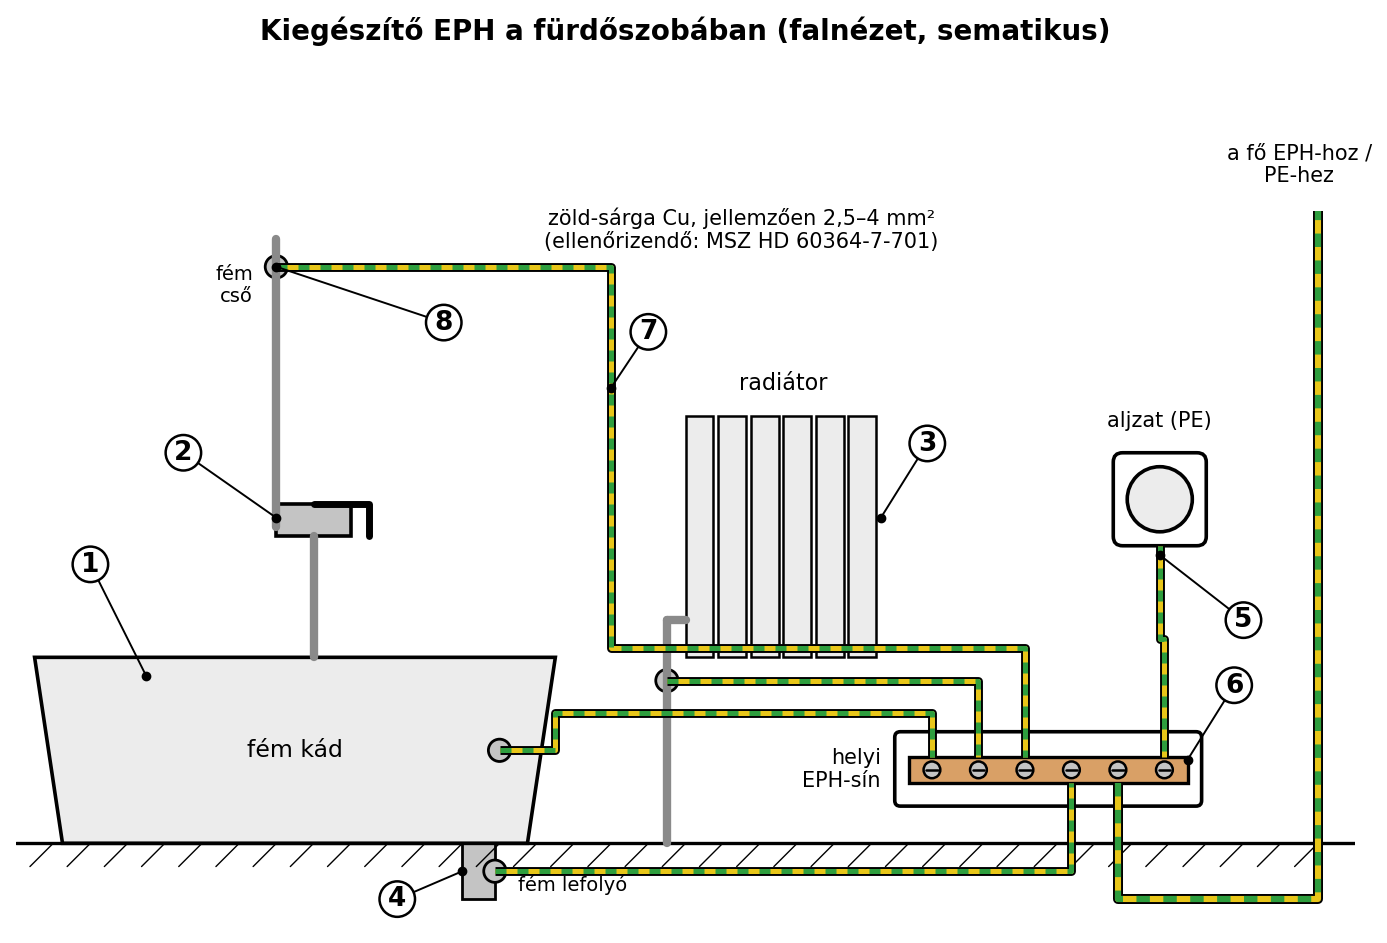 Kiegészítő EPH a fürdőszobában (falnézet, sematikus)
a fő EPH-hoz /
PE-hez
zöld-sárga Cu, jellemzően 2,5–4 mm²
(ellenőrizendő: MSZ HD 60364-7-701)
fém
cső
8
7
radiátor
aljzat (PE)
2
3
1
5
6
fém kád
helyi
EPH-sín
4
fém lefolyó